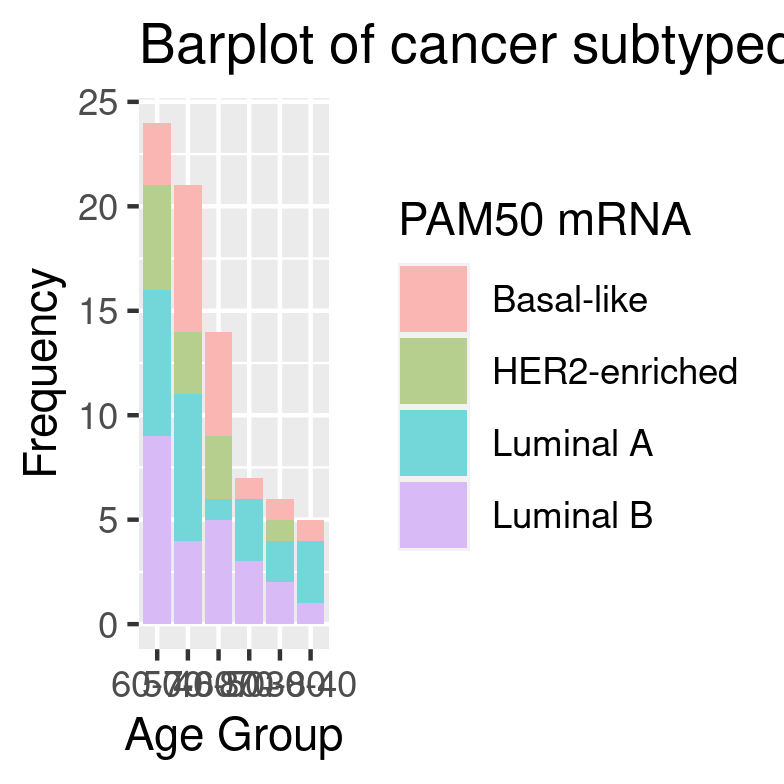 Barplot of cancer subtyped
25
20
15
10
5
0
Frequency
Age Group
PAM50 mRNA
Basal-like
HER2-enriched
Luminal A
Luminal B